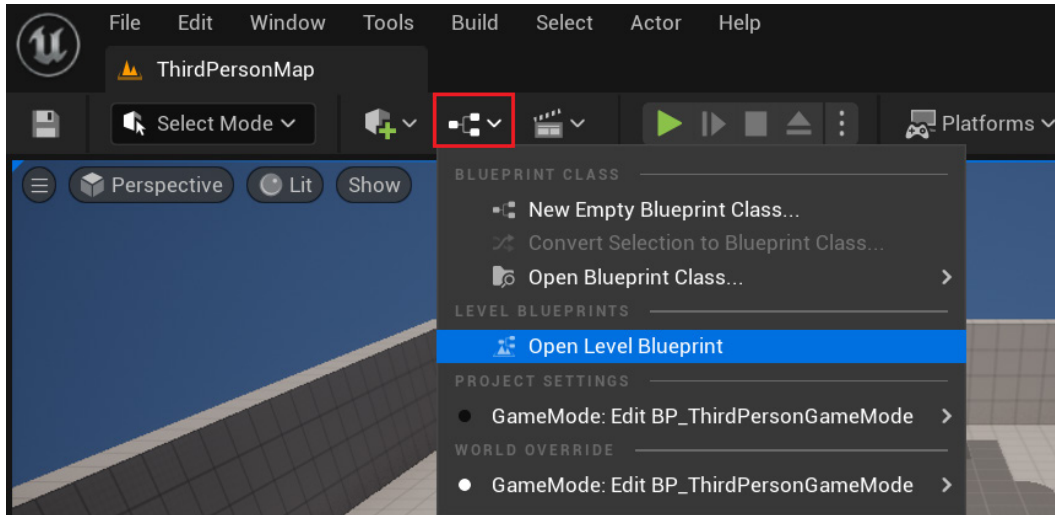 File Edit Window Tools Build Select Actor Help
ThirdPersonMap
Select Mode Platforms
Perspective Lit Show
BLUEPRINT CLASS
New Empty Blueprint Class...
Convert Selection to Blueprint Class...
Open Blueprint Class...
LEVEL BLUEPRINTS
Open Level Blueprint
PROJECT SETTINGS
GameMode: Edit BP_ThirdPersonGameMode
WORLD OVERRIDE
GameMode: Edit BP_ThirdPersonGameMode